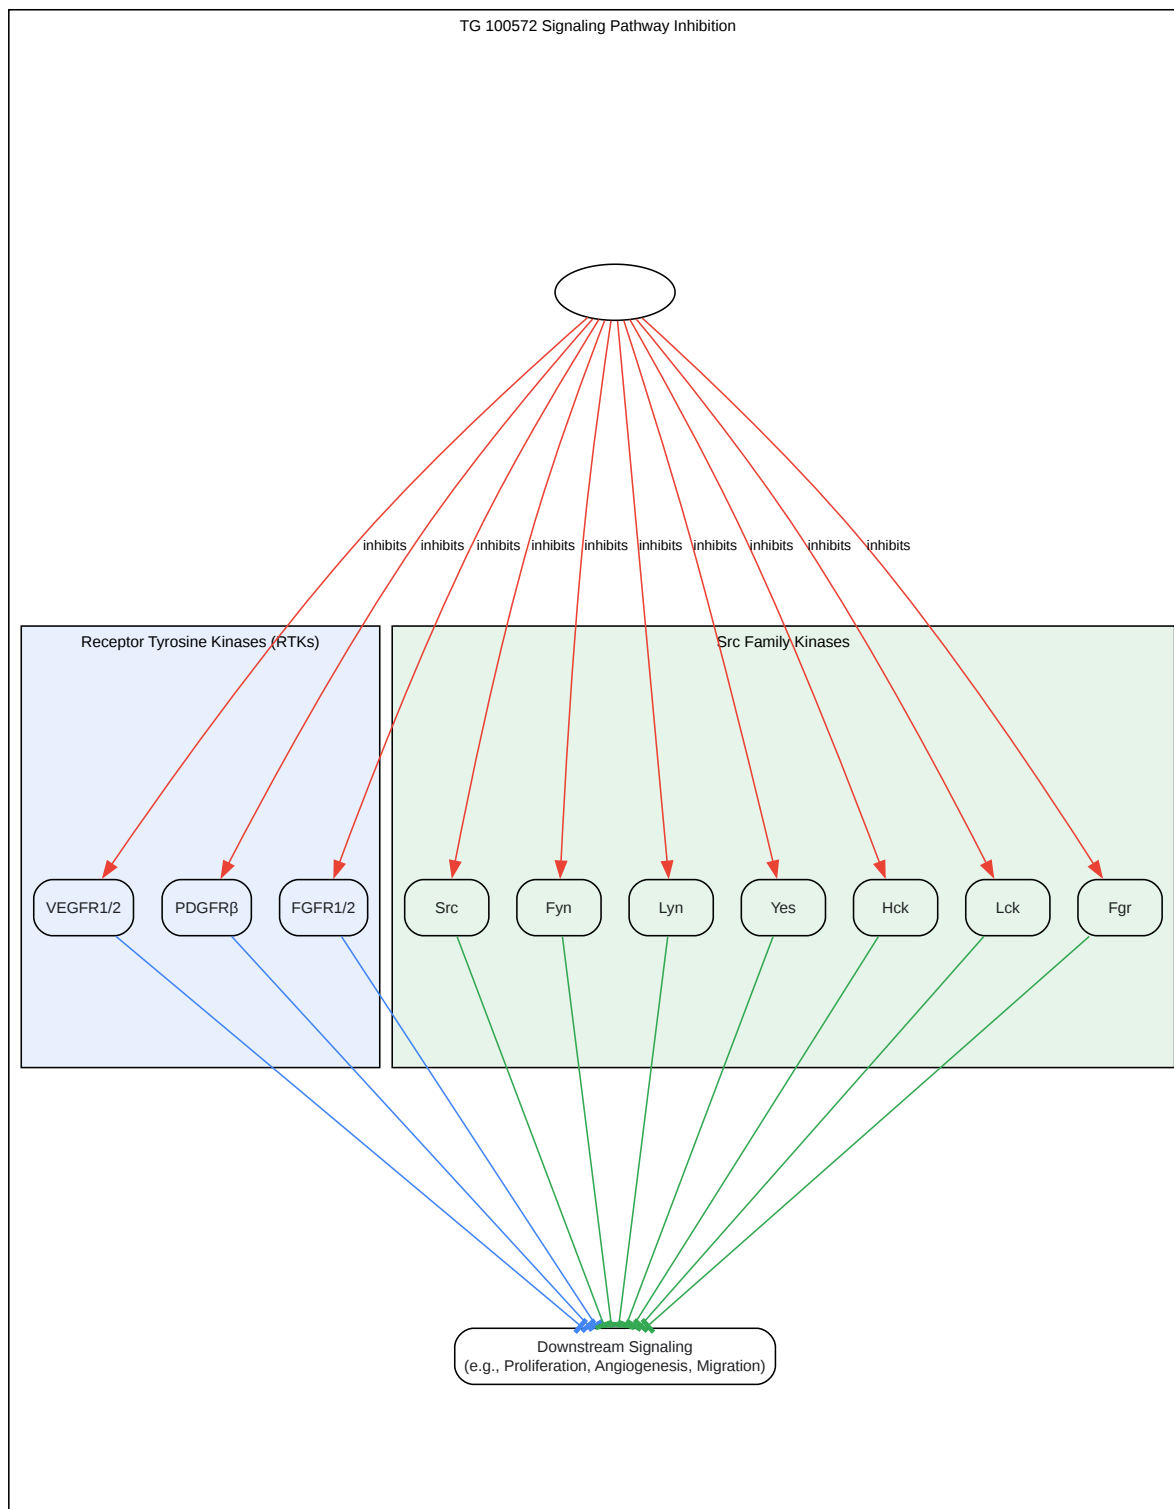 TG 100572 Signaling Pathway Inhibition
inhibits
inhibits
inhibits
inhibits
inhibits
inhibits
inhibits
inhibits
inhibits
inhibits
Receptor Tyrosine Kinases (RTKs)
Src Family Kinases
VEGFR1/2
PDGFRβ
FGFR1/2
Src
Fyn
Lyn
Yes
Hck
Lck
Fgr
Downstream Signaling
(e.g., Proliferation, Angiogenesis, Migration)